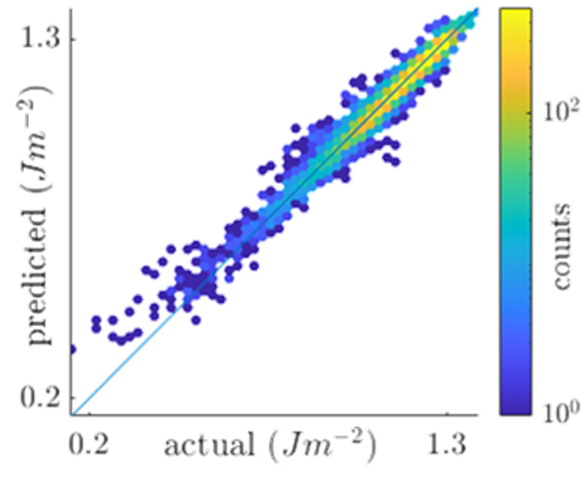 1.3
predicted (Jm⁻²)
0.2
0.2
actual (Jm⁻²)
1.3
10²
counts
10⁰